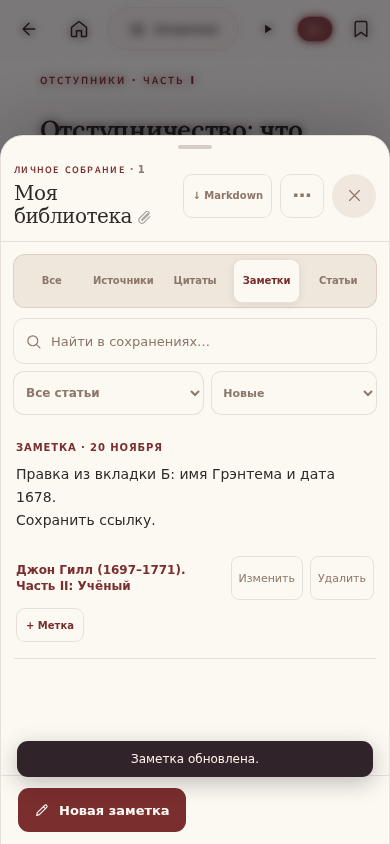 ОТСТУПНИКИ · ЧАСТЬ I
Отступничество: что
ЛИЧНОЕ СОБРАНИЕ · 1
Моя
библиотека
↓ Markdown
...
Все
Источники
Цитаты
Заметки
Статьи
Найти в сохранениях...
Все статьи
Новые
ЗАМЕТКА · 20 НОЯБРЯ
Правка из вкладки Б: имя Грэнтема и дата
1678.
Сохранить ссылку.
Джон Гилл (1697–1771).
Часть II: Учёный
Изменить
Удалить
+ Метка
Заметка обновлена.
Новая заметка